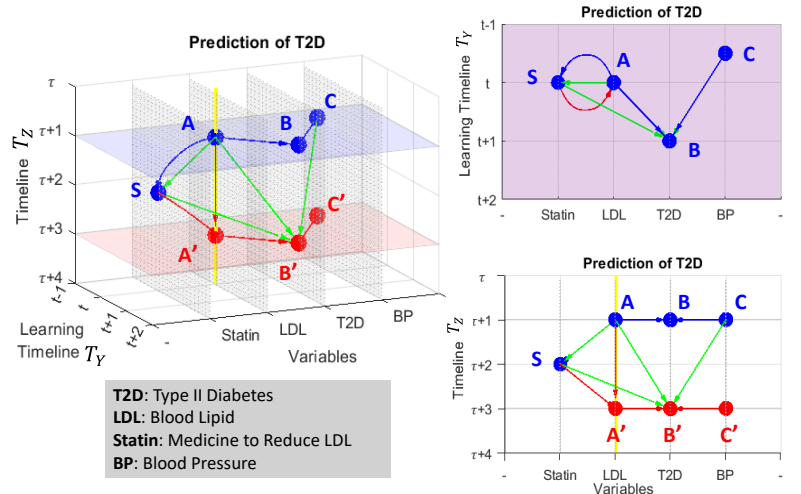 Prediction of T2D
Timeline T_Z
τ
τ+1
τ+2
τ+3
τ+4
A
B
C
S
A'
B'
C'
t-1
t
t+1
t+2
Learning
Timeline T_Y
-
Statin
LDL
T2D
BP
Variables
T2D: Type II Diabetes
LDL: Blood Lipid
Statin: Medicine to Reduce LDL
BP: Blood Pressure
Prediction of T2D
Learning Timeline T_Y
t-1
t
t+1
t+2
S
A
C
B
- Statin LDL T2D BP -
Prediction of T2D
Timeline T_Z
τ
τ+1
τ+2
τ+3
τ+4
A
B
C
S
A'
B'
C'
- Statin LDL T2D BP -
Variables